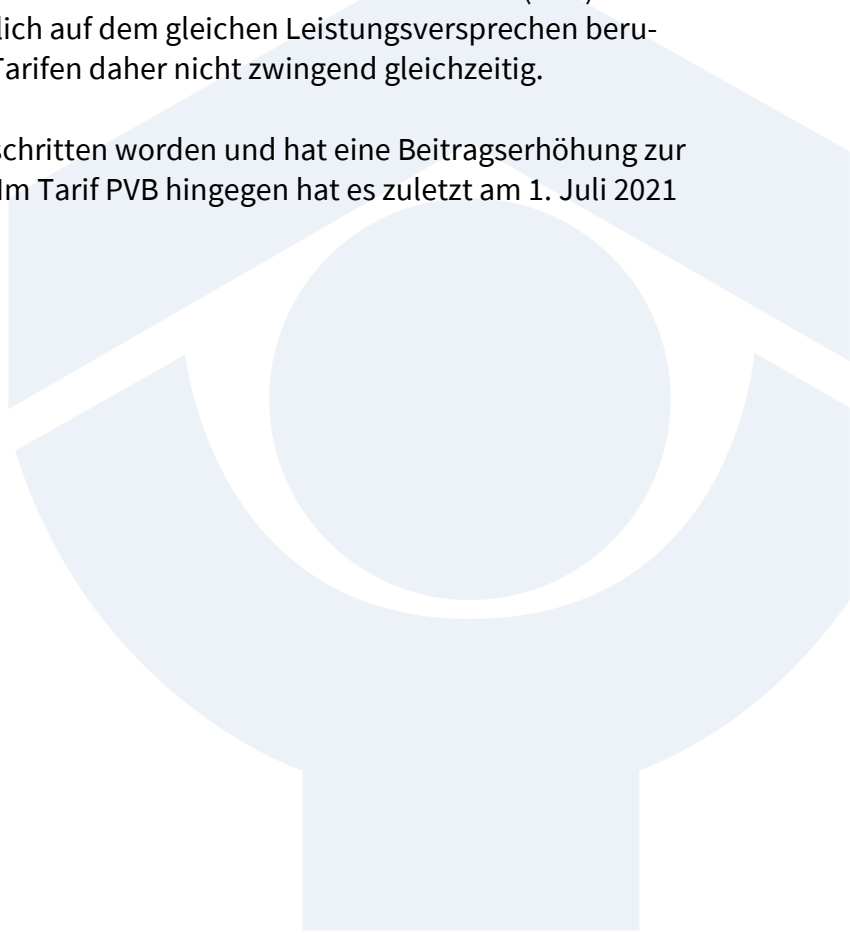 lich auf dem gleichen Leistungsversprechen beru-
Tarifen daher nicht zwingend gleichzeitig.
schritten worden und hat eine Beitragserhöhung zur
Im Tarif PVB hingegen hat es zuletzt am 1. Juli 2021